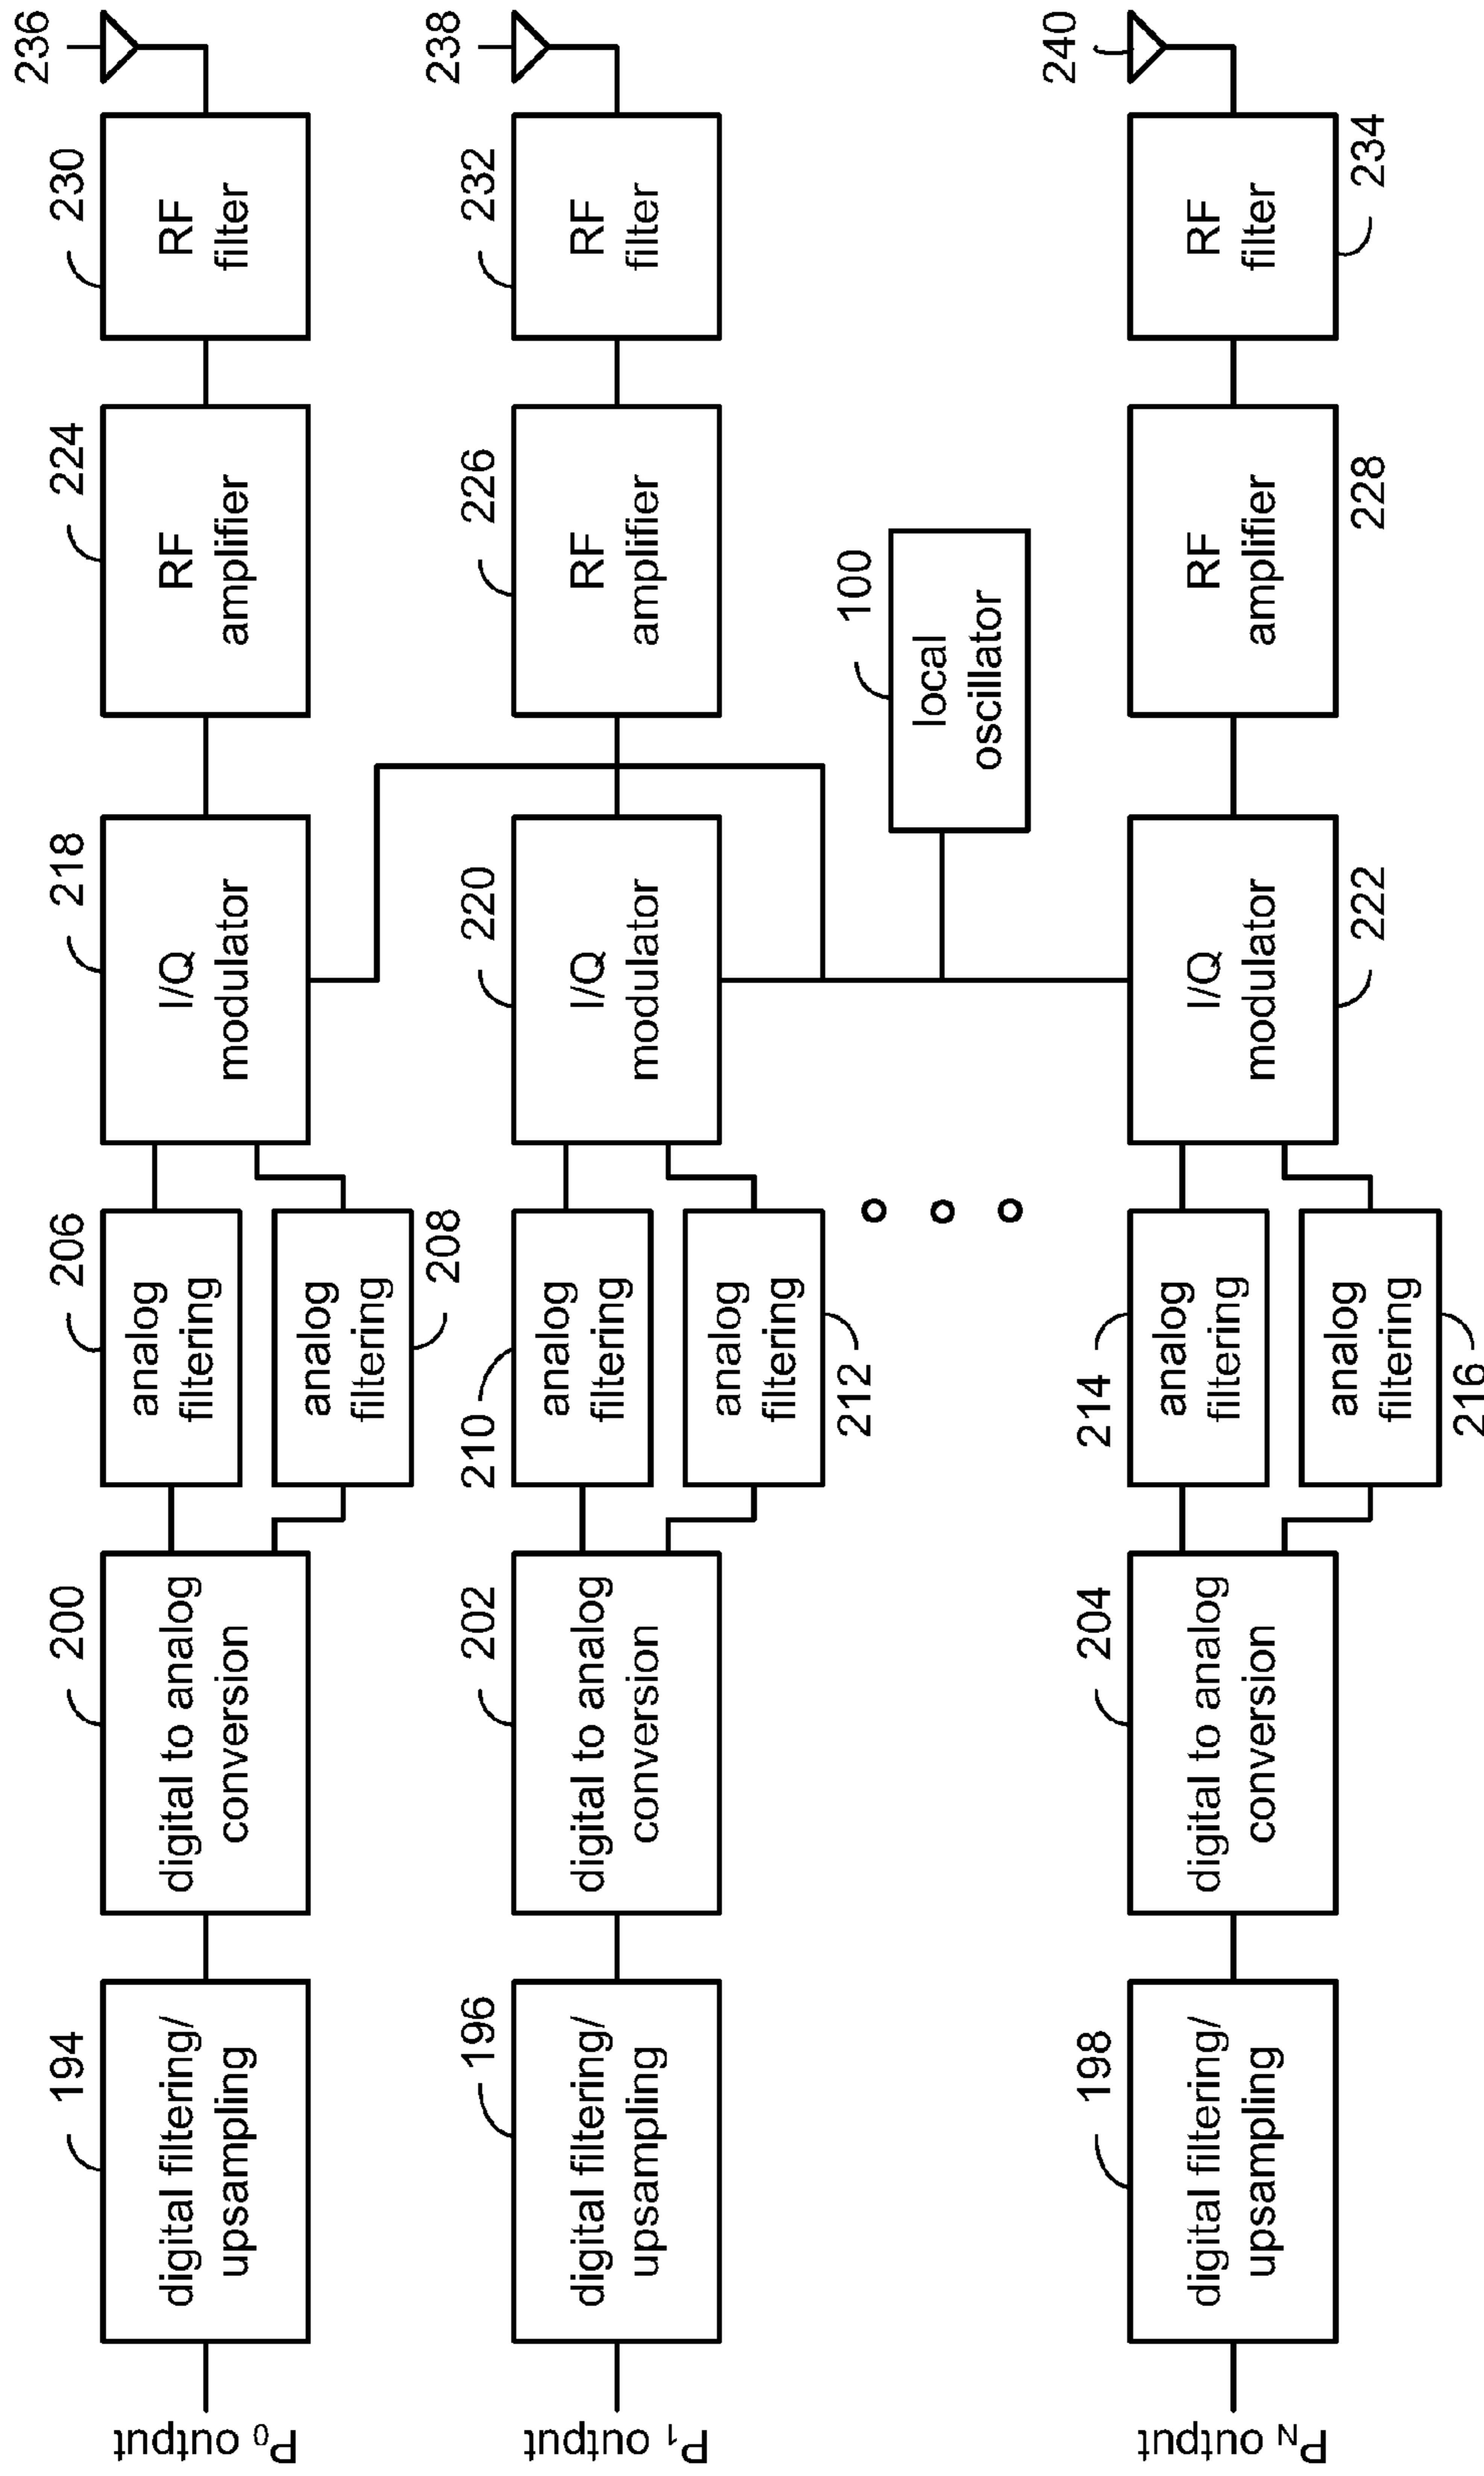 194
digital filtering/
upsampling
200
digital to analog
conversion
206
analog
filtering
analog
filtering
208
218
I/Q
modulator
224
RF
amplifier
230
RF
filter
236
P0 output
196
digital filtering/
upsampling
202
digital to analog
conversion
210
analog
filtering
analog
filtering
212
220
I/Q
modulator
226
RF
amplifier
232
RF
filter
238
P1 output
100
local
oscillator
198
digital filtering/
upsampling
204
digital to analog
conversion
214
analog
filtering
analog
filtering
216
I/Q
modulator
222
RF
amplifier
228
RF
filter
234
240
PN output